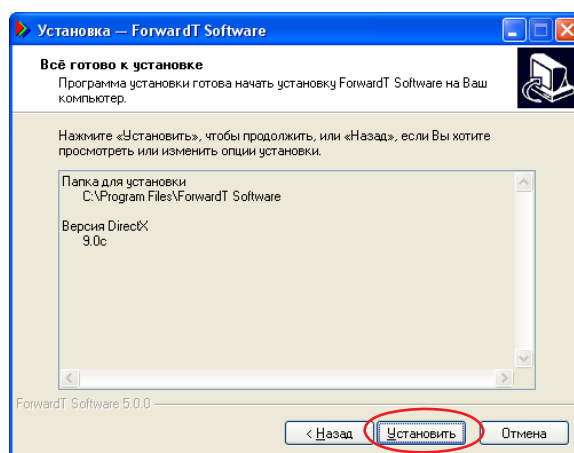 Установка — ForwardT Software
Всё готово к установке
Программа установки готова начать установку ForwardT Software на Ваш
компьютер.
Нажмите «Установить», чтобы продолжить, или «Назад», если Вы хотите
просмотреть или изменить опции установки.
Папка для установки
C:\Program Files\ForwardT Software
Версия DirectX
9.0c
ForwardT Software 5.0.0
< Назад
Установить
Отмена